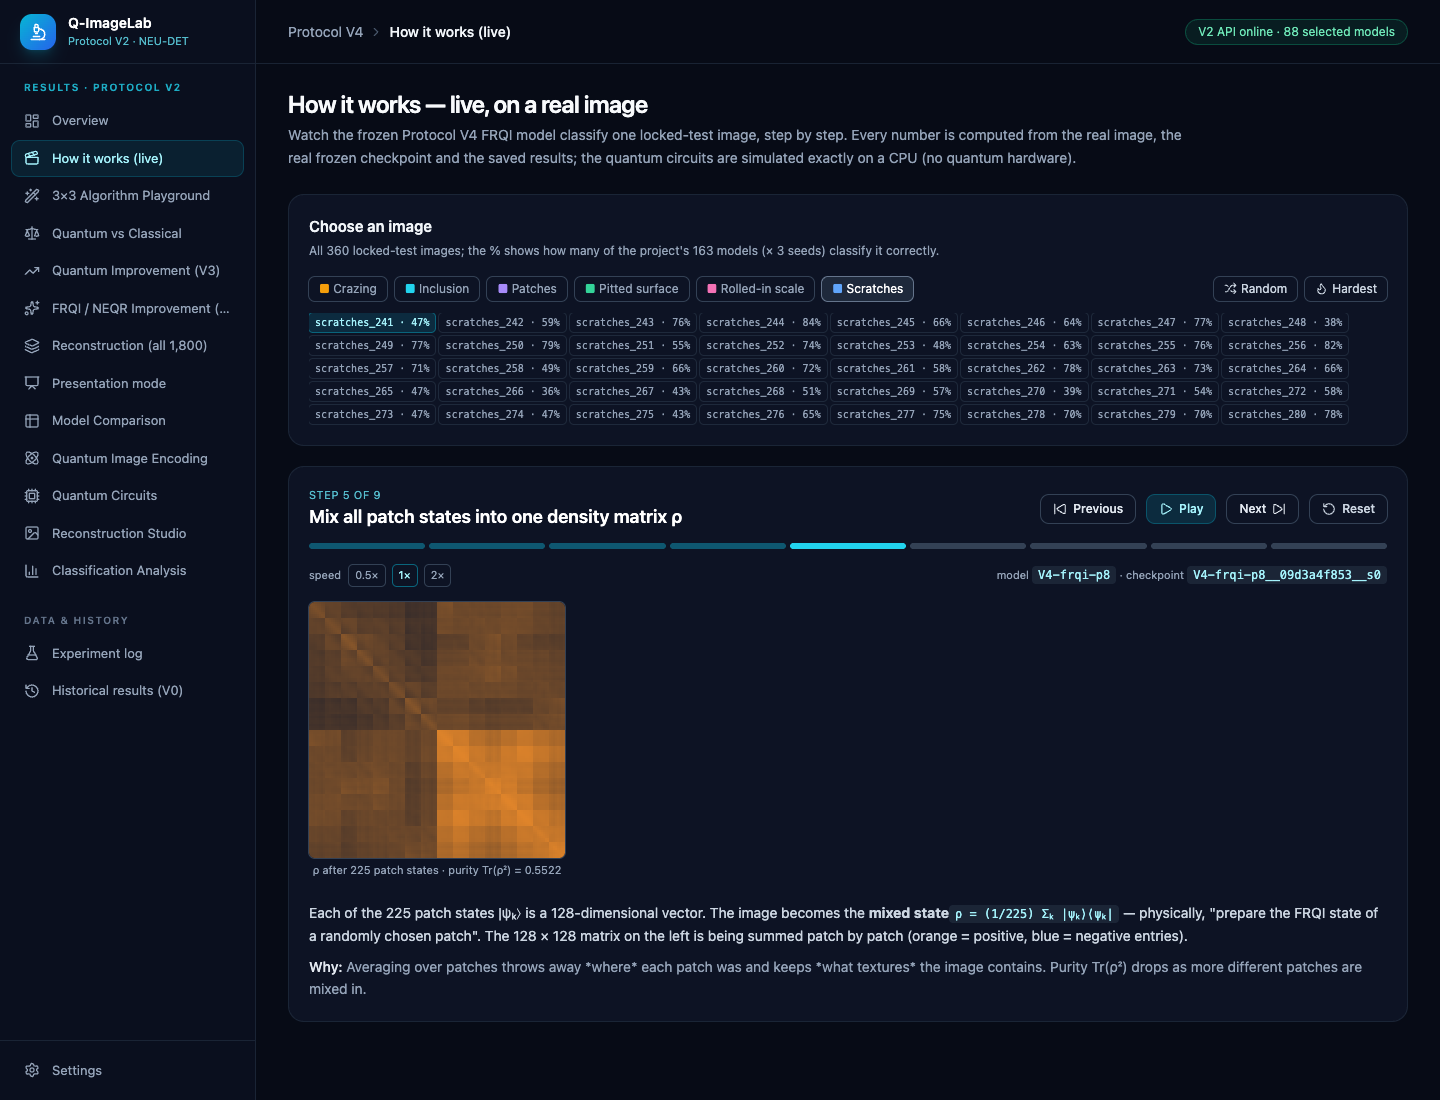 Q-ImageLab
Protocol V2 · NEU-DET
RESULTS · PROTOCOL V2
Overview
How it works (live)
3×3 Algorithm Playground
Quantum vs Classical
Quantum Improvement (V3)
FRQI / NEQR Improvement (...
Reconstruction (all 1,800)
Presentation mode
Model Comparison
Quantum Image Encoding
Quantum Circuits
Reconstruction Studio
Classification Analysis
DATA & HISTORY
Experiment log
Historical results (V0)
Settings
Protocol V4 > How it works (live)
V2 API online · 88 selected models
How it works — live, on a real image
Watch the frozen Protocol V4 FRQI model classify one locked-test image, step by step. Every number is computed from the real image, the
real frozen checkpoint and the saved results; the quantum circuits are simulated exactly on a CPU (no quantum hardware).
Choose an image
All 360 locked-test images; the % shows how many of the project's 163 models (× 3 seeds) classify it correctly.
Crazing Inclusion Patches Pitted surface Rolled-in scale Scratches Random Hardest
scratches_241 · 47% scratches_242 · 59% scratches_243 · 76% scratches_244 · 84% scratches_245 · 66% scratches_246 · 64% scratches_247 · 77% scratches_248 · 38%
scratches_249 · 77% scratches_250 · 79% scratches_251 · 55% scratches_252 · 74% scratches_253 · 48% scratches_254 · 63% scratches_255 · 76% scratches_256 · 82%
scratches_257 · 71% scratches_258 · 49% scratches_259 · 66% scratches_260 · 72% scratches_261 · 58% scratches_262 · 78% scratches_263 · 73% scratches_264 · 66%
scratches_265 · 47% scratches_266 · 36% scratches_267 · 43% scratches_268 · 51% scratches_269 · 57% scratches_270 · 39% scratches_271 · 54% scratches_272 · 58%
scratches_273 · 47% scratches_274 · 47% scratches_275 · 43% scratches_276 · 65% scratches_277 · 75% scratches_278 · 70% scratches_279 · 70% scratches_280 · 78%
STEP 5 OF 9
Mix all patch states into one density matrix ρ
Previous Play Next Reset
speed 0.5× 1× 2×
model V4-frqi-p8 · checkpoint V4-frqi-p8__09d3a4f853__s0
ρ after 225 patch states · purity Tr(ρ²) = 0.5522
Each of the 225 patch states |ψₖ⟩ is a 128-dimensional vector. The image becomes the mixed state ρ = (1/225) Σₖ |ψₖ⟩⟨ψₖ| — physically, "prepare the FRQI state of
a randomly chosen patch". The 128 × 128 matrix on the left is being summed patch by patch (orange = positive, blue = negative entries).
Why: Averaging over patches throws away *where* each patch was and keeps *what textures* the image contains. Purity Tr(ρ²) drops as more different patches are
mixed in.